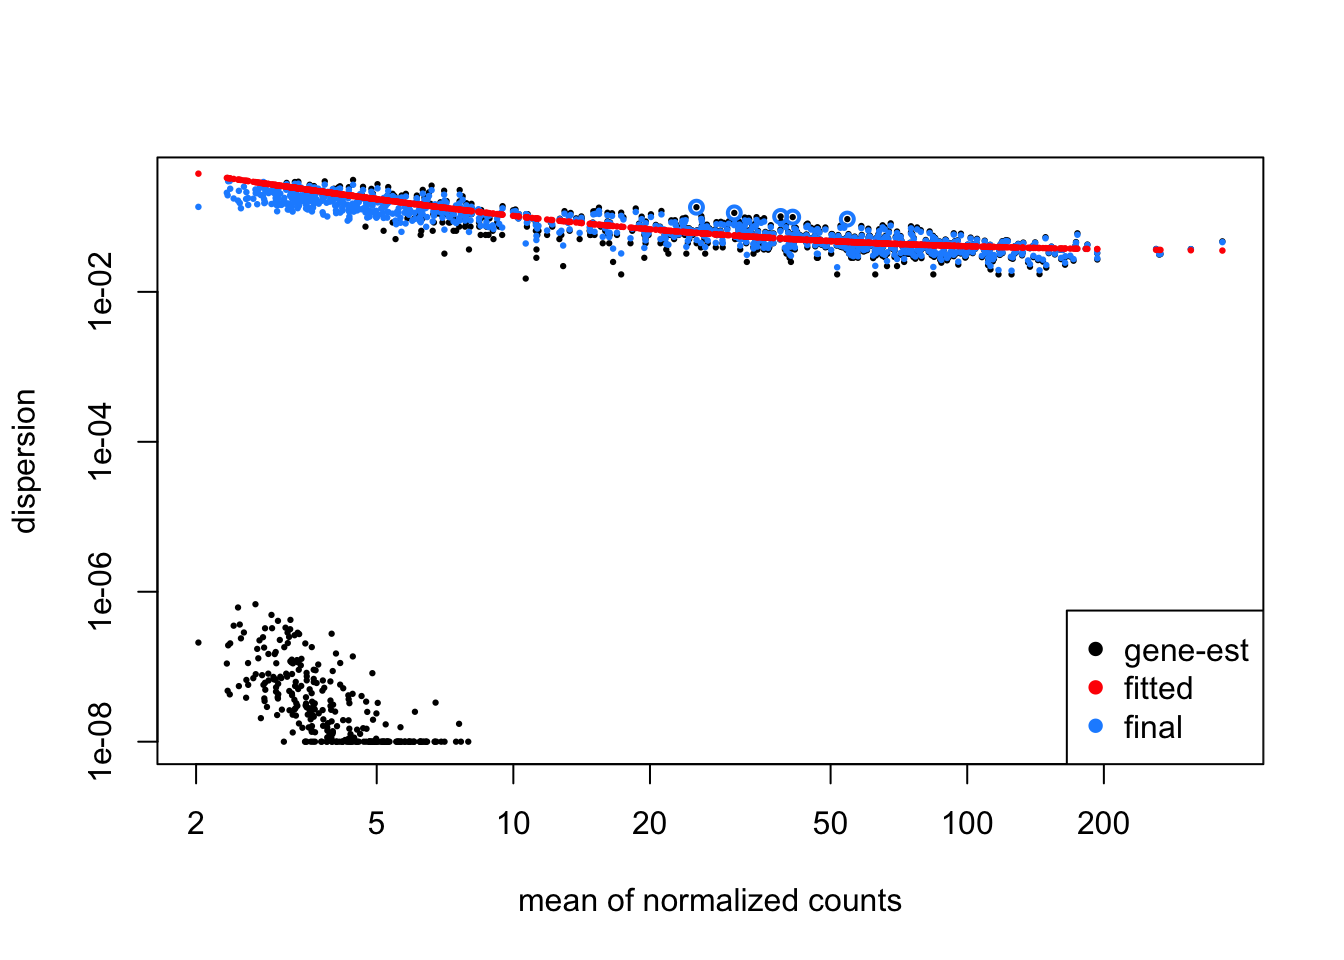 dispersion
1e-02
1e-04
1e-06
1e-08
gene-est
fitted
final
2 5 10 20 50 100 200
mean of normalized counts